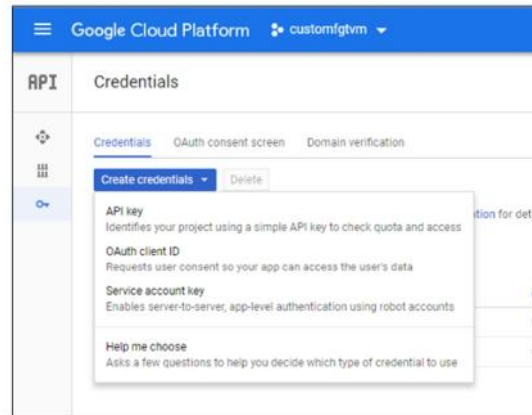 Google Cloud Platform customfgtvm
API Credentials
Credentials OAuth consent screen Domain verification
Create credentials Delete
API key
Identifies your project using a simple API key to check quota and access
OAuth client ID
Requests user consent so your app can access the user's data
Service account key
Enables server-to-server, app-level authentication using robot accounts
Help me choose
Asks a few questions to help you decide which type of credential to use
for det